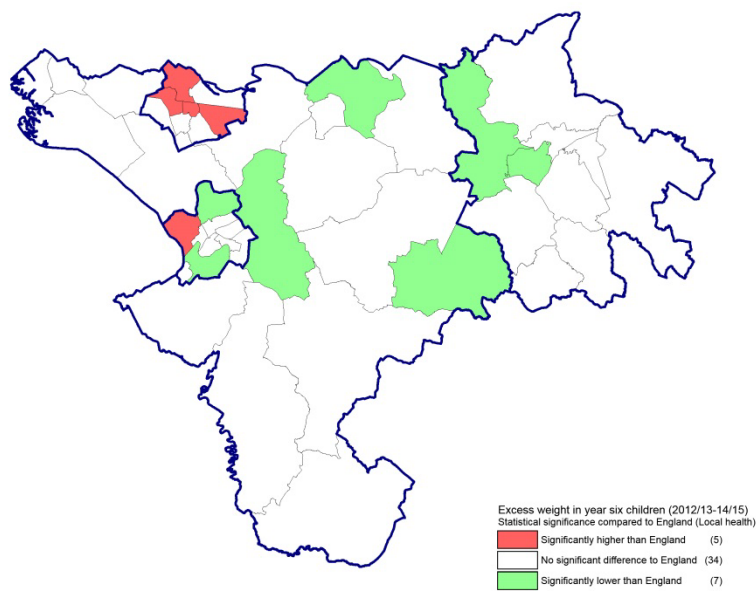 Excess weight in year six children (2012/13-14/15)
Statistical significance compared to England (Local health)
Significantly higher than England (5)
No significant difference to England (34)
Significantly lower than England (7)